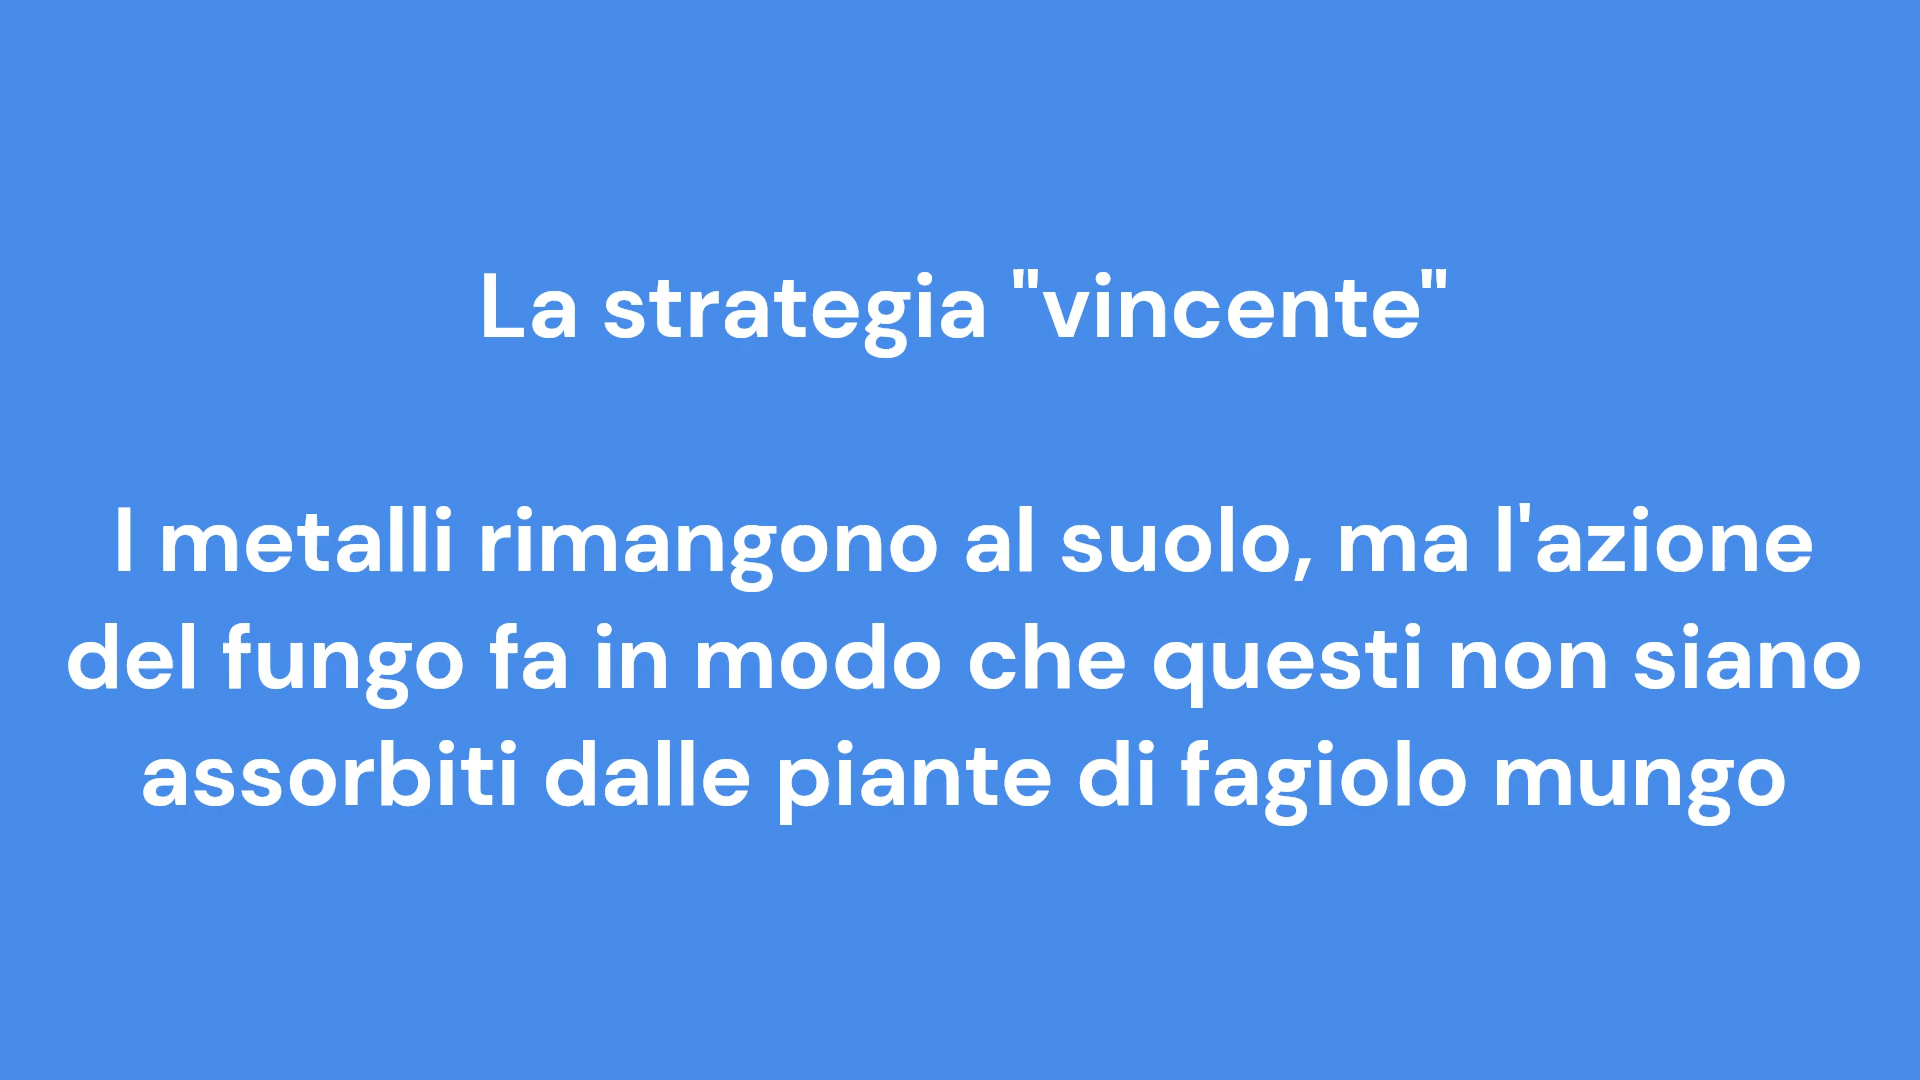 La strategia "vincente"
I metalli rimangono al suolo, ma l'azione
del fungo fa in modo che questi non siano
assorbiti dalle piante di fagiolo mungo